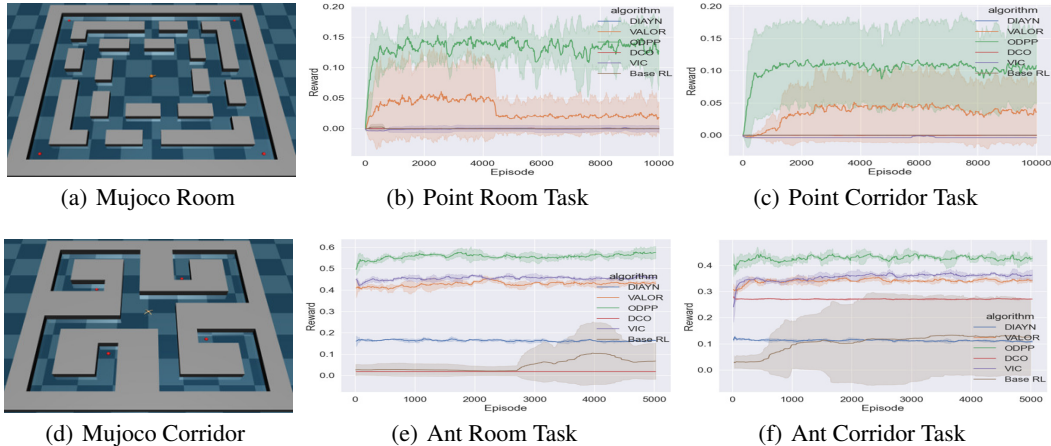 0.20
0.15
0.10
0.05
0.00
Reward
algorithm
DIAYN
VALOR
ODPP
DCO
VIC
Base RL
0 2000 4000 6000 8000 10000
Episode
0.20
0.15
0.10
0.05
0.00
Reward
algorithm
DIAYN
VALOR
ODPP
DCO
VIC
Base RL
0 2000 4000 6000 8000 10000
Episode
(a) Mujoco Room
(b) Point Room Task
(c) Point Corridor Task
0.6
0.5
0.4
0.3
0.2
0.1
0.0
Reward
algorithm
DIAYN
VALOR
ODPP
DCO
VIC
Base RL
0 1000 2000 3000 4000 5000
Episode
0.4
0.3
0.2
0.1
0.0
Reward
algorithm
DIAYN
VALOR
ODPP
DCO
VIC
Base RL
0 1000 2000 3000 4000 5000
Episode
(d) Mujoco Corridor
(e) Ant Room Task
(f) Ant Corridor Task